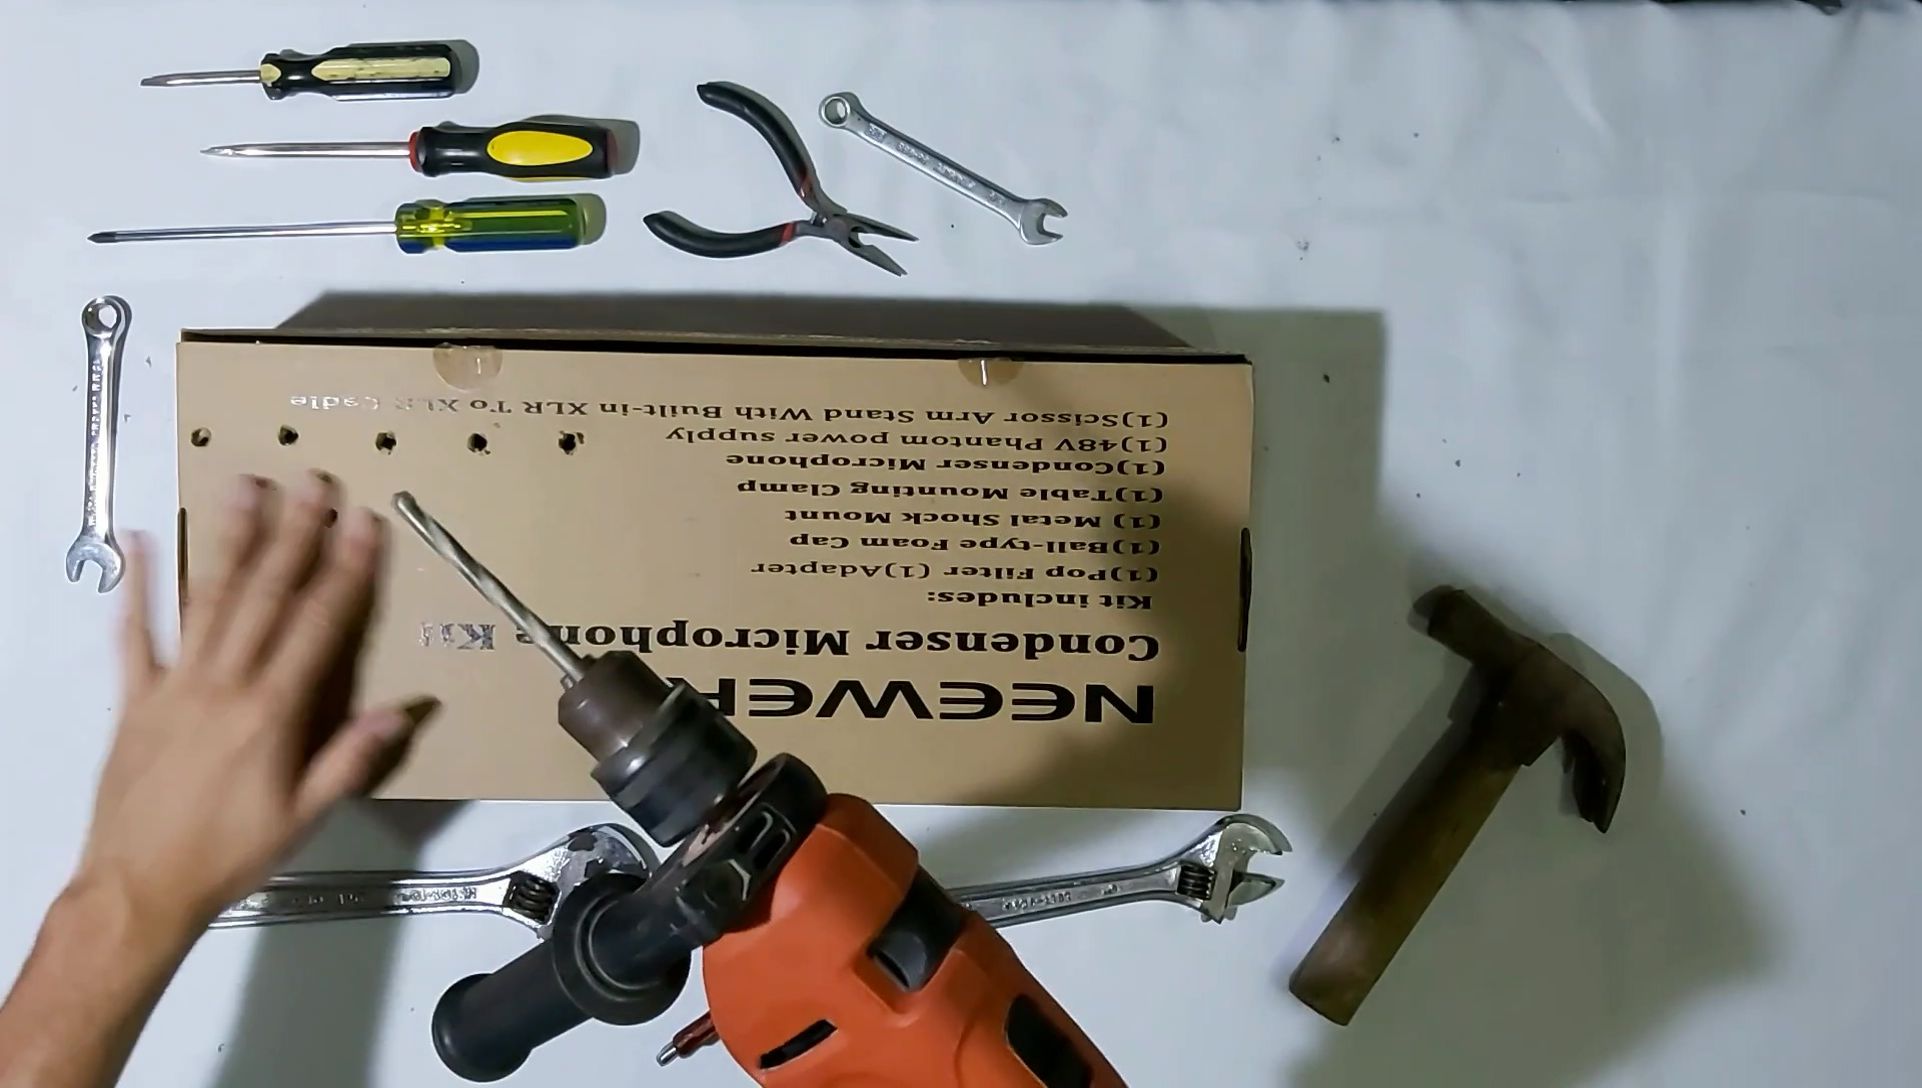 NEEWER
Condenser Microphone Kit
Kit includes:
(1)Pop Filter (1)Adapter
(1)Ball-type Foam Cap
(1) Metal Shock Mount
(1)Table Mounting Clamp
(1)Condenser Microphone
(1)48V Phantom power supply
(1)Scissor Arm Stand With Built-in XLR To XLR Cable